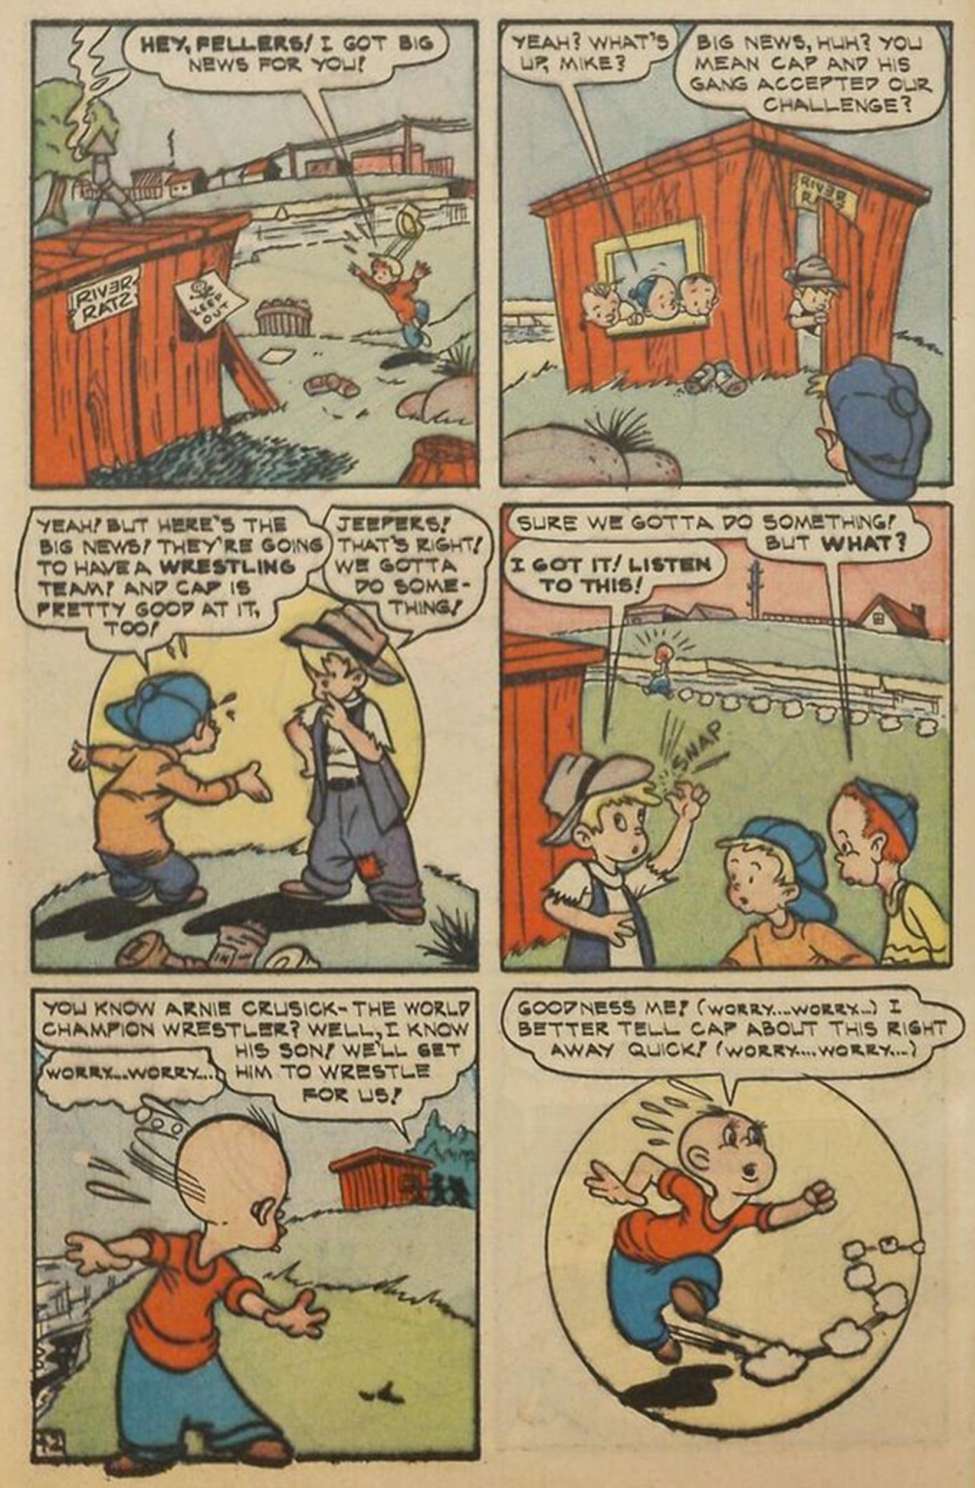 HEY, FELLERS! I GOT BIG
NEWS FOR YOU!
RIVER
RATZ
KEEP
OUT
YEAH? WHAT'S
UP, MIKE?
BIG NEWS, HUH? YOU
MEAN CAP AND HIS
GANG ACCEPTED OUR
CHALLENGE?
RIVER
RATZ
YEAH! BUT HERE'S THE
BIG NEWS! THEY'RE GOING
TO HAVE A WRESTLING
TEAM! AND CAP IS
PRETTY GOOD AT IT,
TOO!
JEEPERS!
THAT'S RIGHT!
WE GOTTA
DO SOME-
THING!
SURE WE GOTTA DO SOMETHING!
BUT WHAT?
I GOT IT! LISTEN
TO THIS!
SNAP
YOU KNOW ARNIE CRUSICK-THE WORLD
CHAMPION WRESTLER? WELL, I KNOW
HIS SON! WE'LL GET
HIM TO WRESTLE
FOR US!
WORRY...WORRY...
42
GOODNESS ME! (WORRY....WORRY...) I
BETTER TELL CAP ABOUT THIS RIGHT
AWAY QUICK! (WORRY....WORRY...)